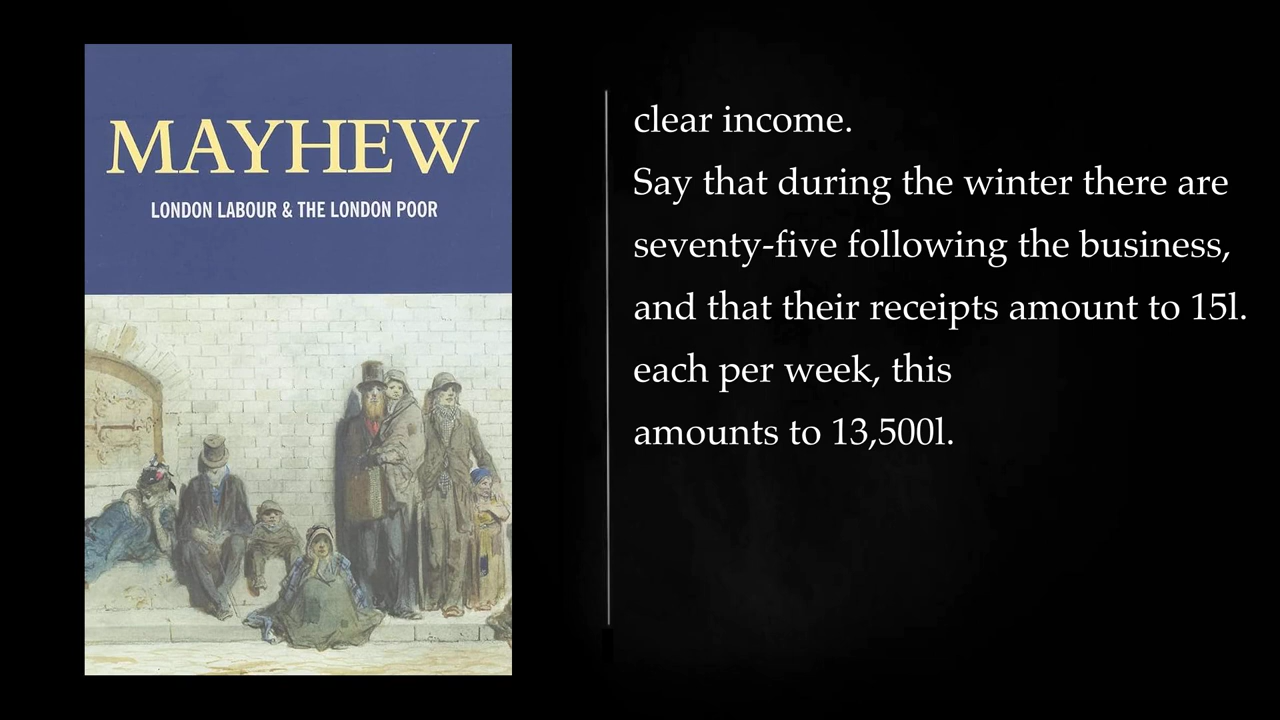 MAYHEW
LONDON LABOUR & THE LONDON POOR
clear income.
Say that during the winter there are
seventy-five following the business,
and that their receipts amount to 15l.
each per week, this
amounts to 13,500l.